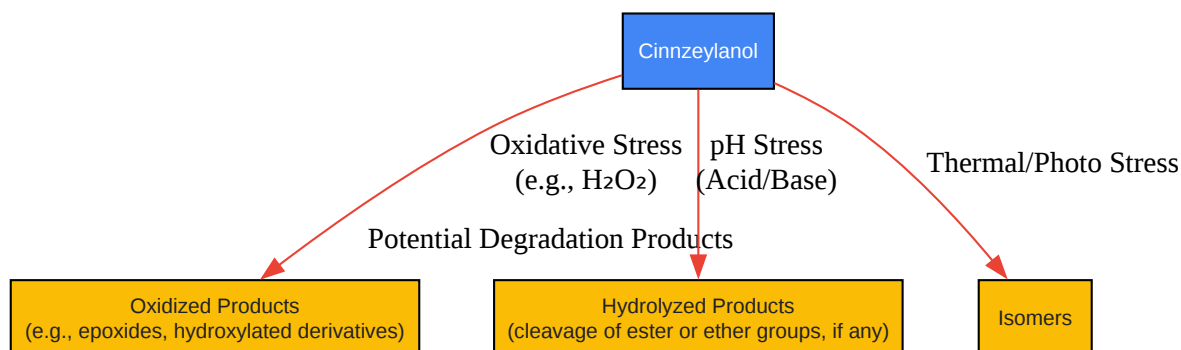 Cinnzeylanol
Oxidative Stress
(e.g., H₂O₂)
pH Stress
(Acid/Base)
Thermal/Photo Stress
Potential Degradation Products
Oxidized Products
(e.g., epoxides, hydroxylated derivatives)
Hydrolyzed Products
(cleavage of ester or ether groups, if any)
Isomers